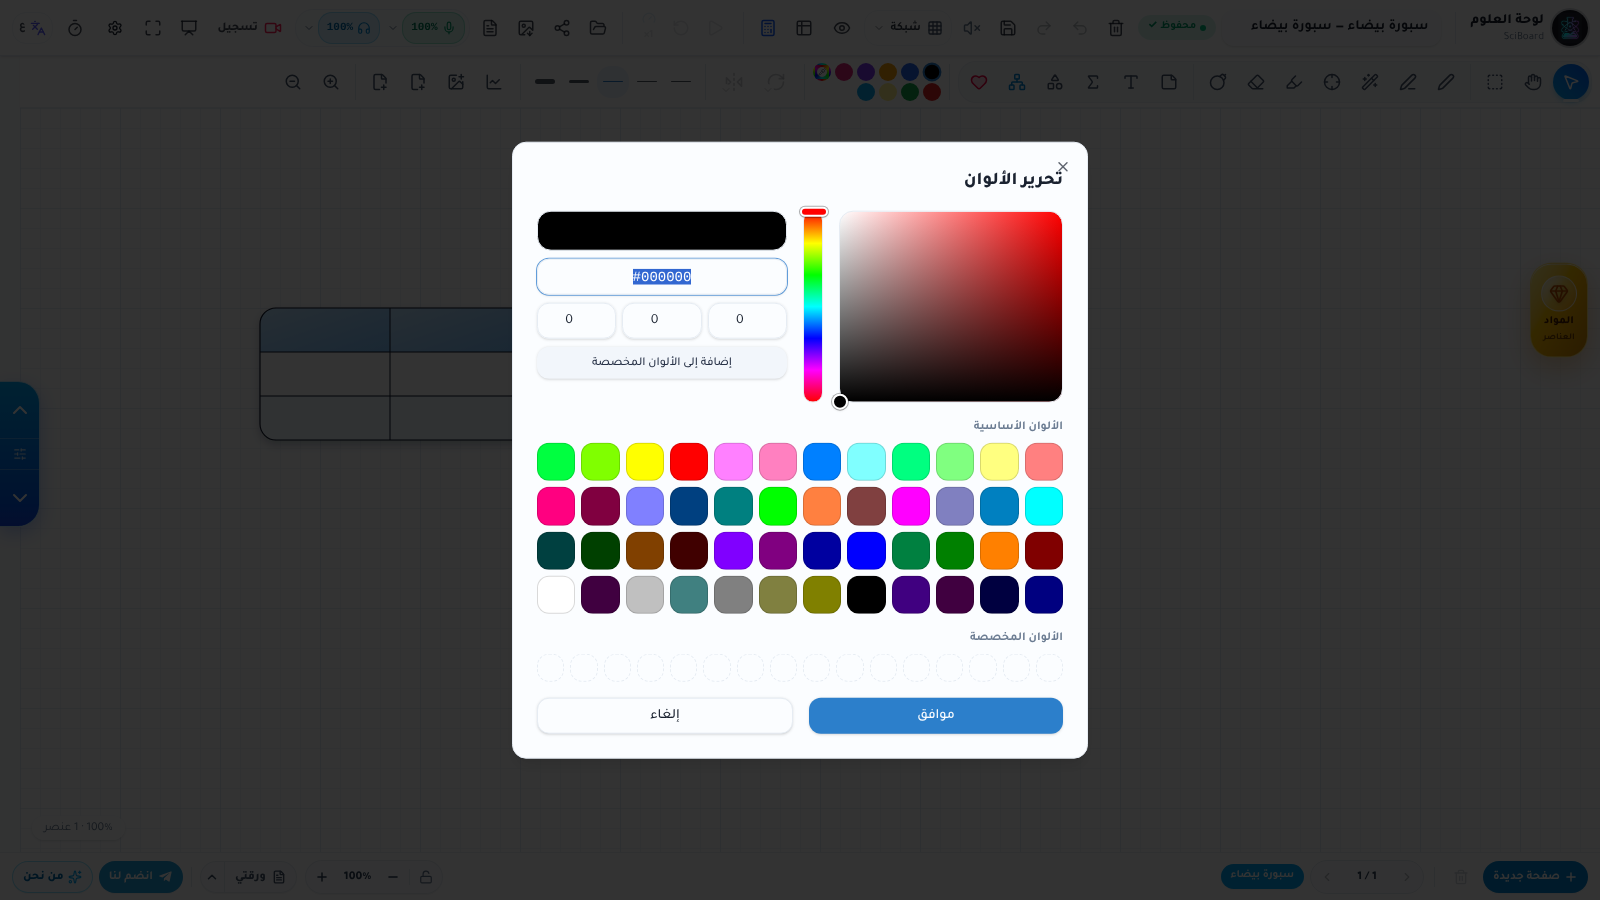 لوحة العلوم
SciBoard
سبورة بيضاء – سبورة بيضاء
محفوظ ✓
شبكة
100%
100%
تسجيل
ع
تحرير الألوان
#000000
0
0
0
إضافة إلى الألوان المخصصة
الألوان الأساسية
الألوان المخصصة
موافق
إلغاء
المواد
العناصر
100% · 1 عنصر
صفحة جديدة
1 / 1
سبورة بيضاء
100%
ورقتي
انضم لنا
من نحن